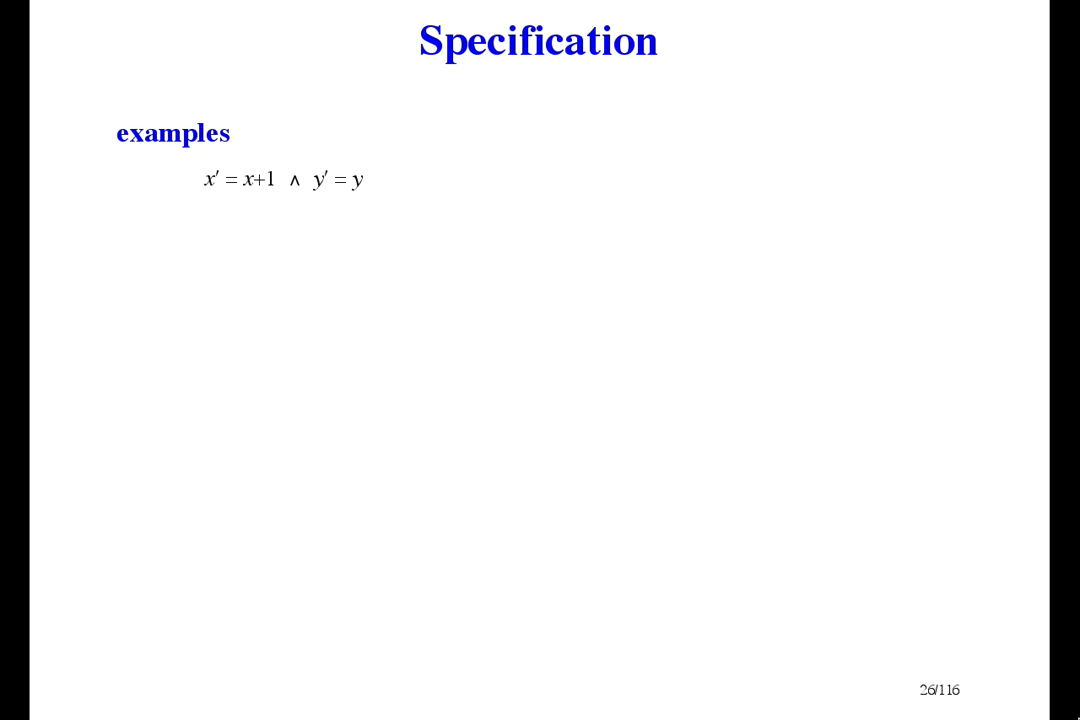 Specification
examples
x′ = x+1 ∧ y′ = y
26/116